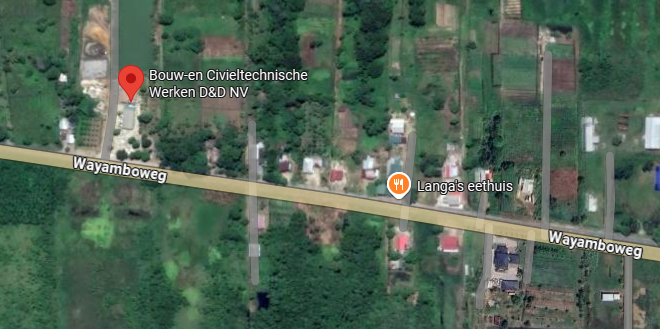 Bouw-en Civieltechnische
Werken D&D NV
Wayamboweg
Langa's eethuis
Wayamboweg